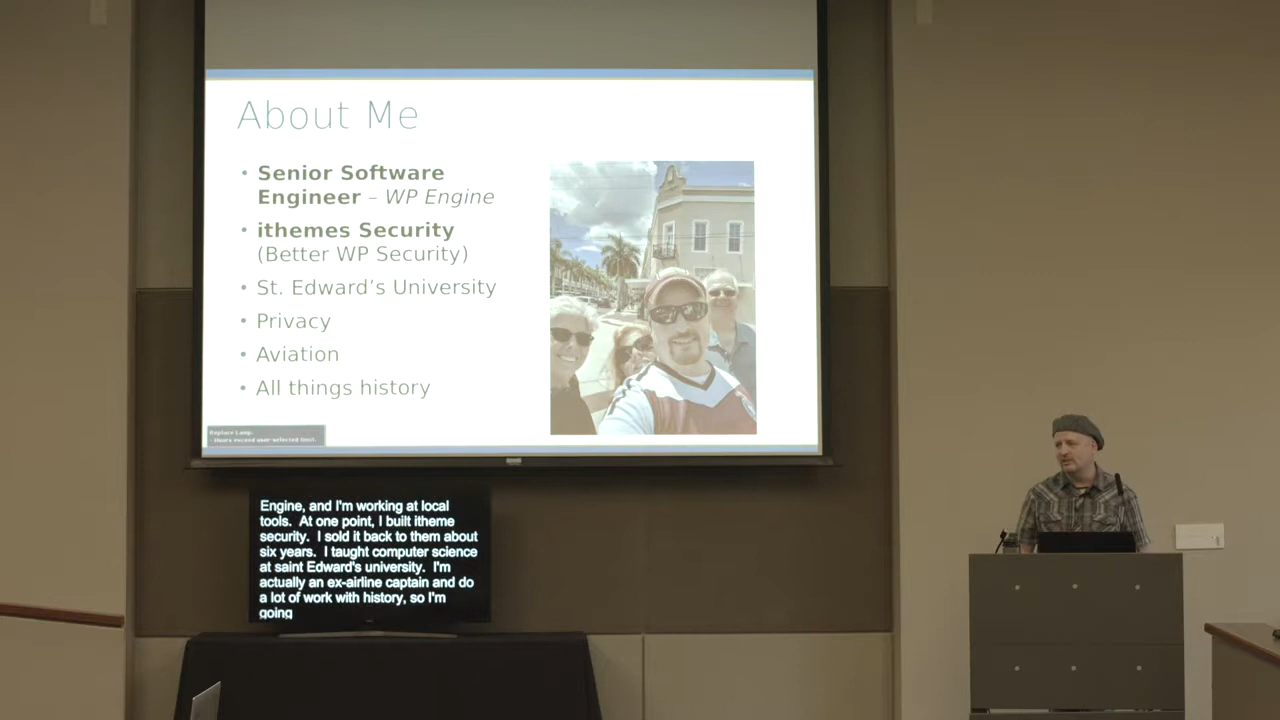 About Me
• Senior Software
Engineer – WP Engine
• ithemes Security
(Better WP Security)
• St. Edward’s University
• Privacy
• Aviation
• All things history
Replace Lamp.
- Hours exceed user-selected limit.
Engine, and I'm working at local
tools. At one point, I built itheme
security. I sold it back to them about
six years. I taught computer science
at saint Edward's university. I'm
actually an ex-airline captain and do
a lot of work with history, so I'm
going